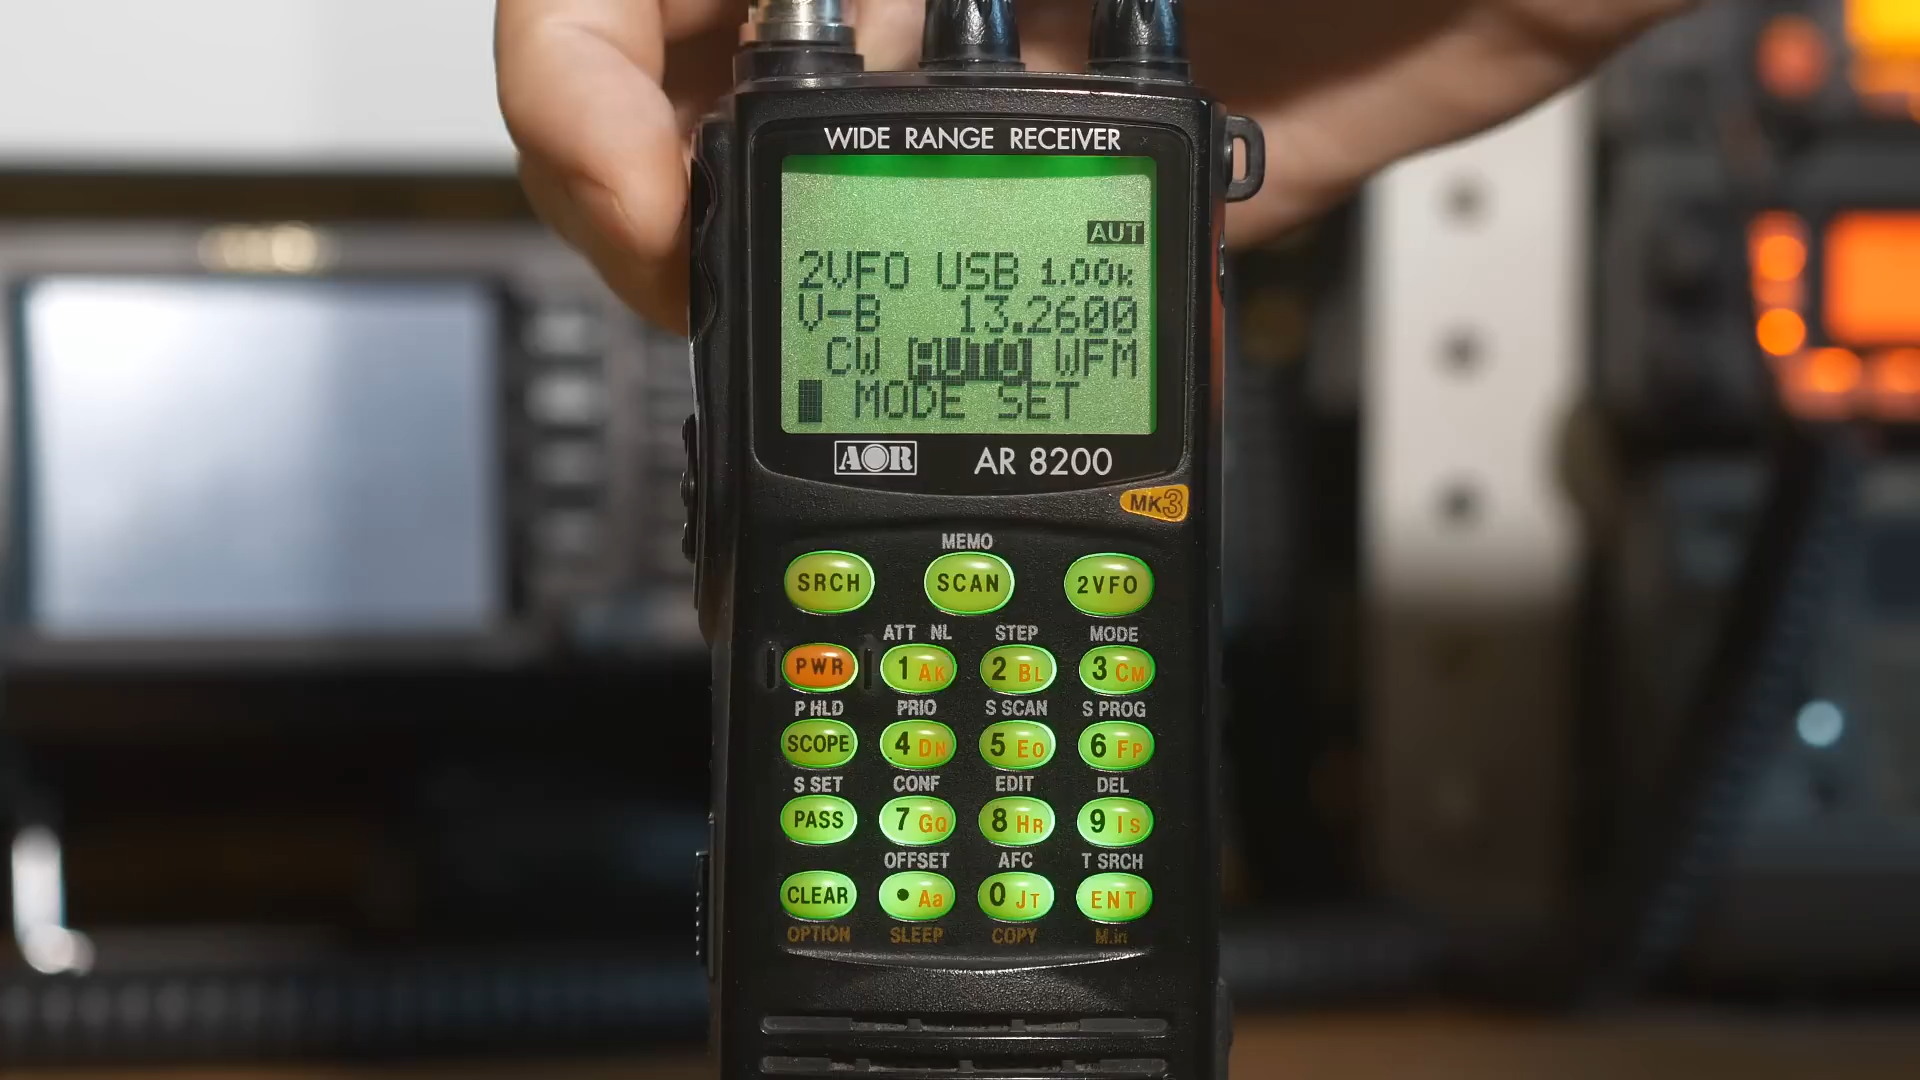 WIDE RANGE RECEIVER
AUT
2VFO USB 1.00k
V-B 13.2600
CW [AUTO] WFM
MODE SET
AOR AR 8200
MK3
MEMO
SRCH SCAN 2VFO
ATT NL STEP MODE
PWR 1 AK 2 BL 3 CM
P HLD PRIO S SCAN S PROG
SCOPE 4 DN 5 EO 6 FP
S SET CONF EDIT DEL
PASS 7 GQ 8 HR 9 IS
OFFSET AFC T SRCH
CLEAR • Aa 0 JT ENT
OPTION SLEEP COPY M.in